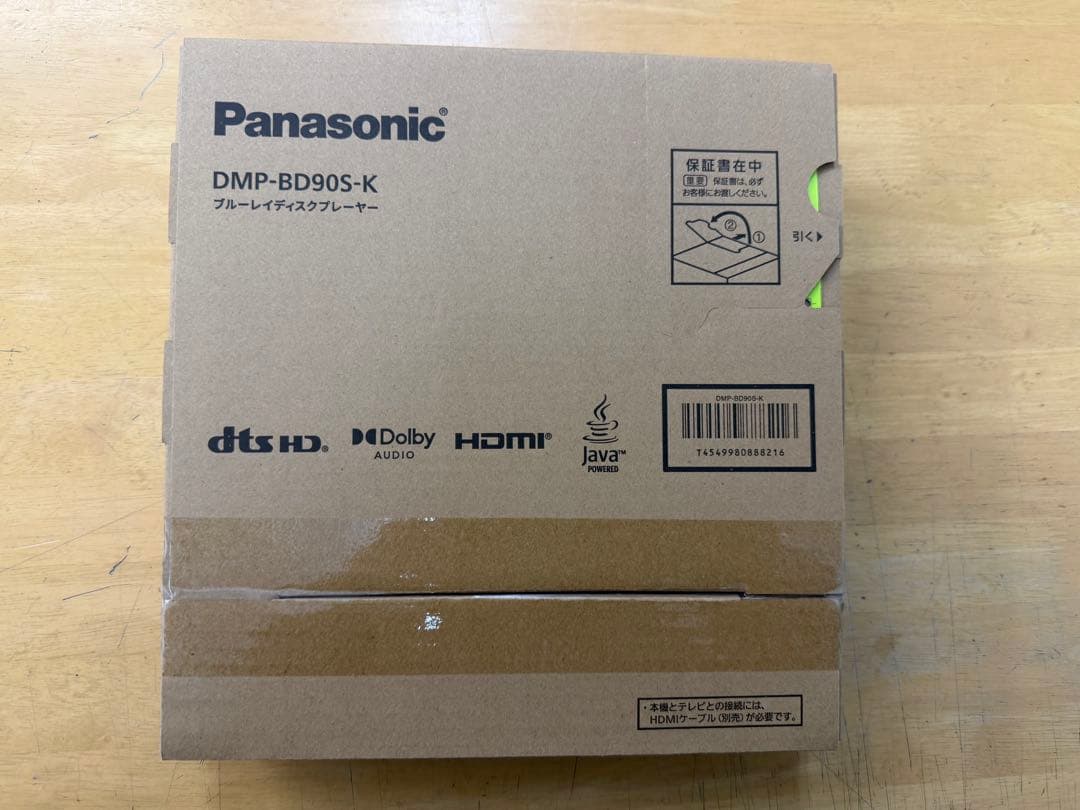 Panasonic®
DMP-BD90S-K
ブルーレイディスクプレーヤー
保証書在中
重要 保証書は、必ず
お客様にお渡しください。
② ①
引く
dts HD®
Dolby
AUDIO
HDMI®
Java™
POWERED
DMP-BD90S-K
T4549980888216
・本機とテレビとの接続には、
HDMIケーブル(別売)が必要です。